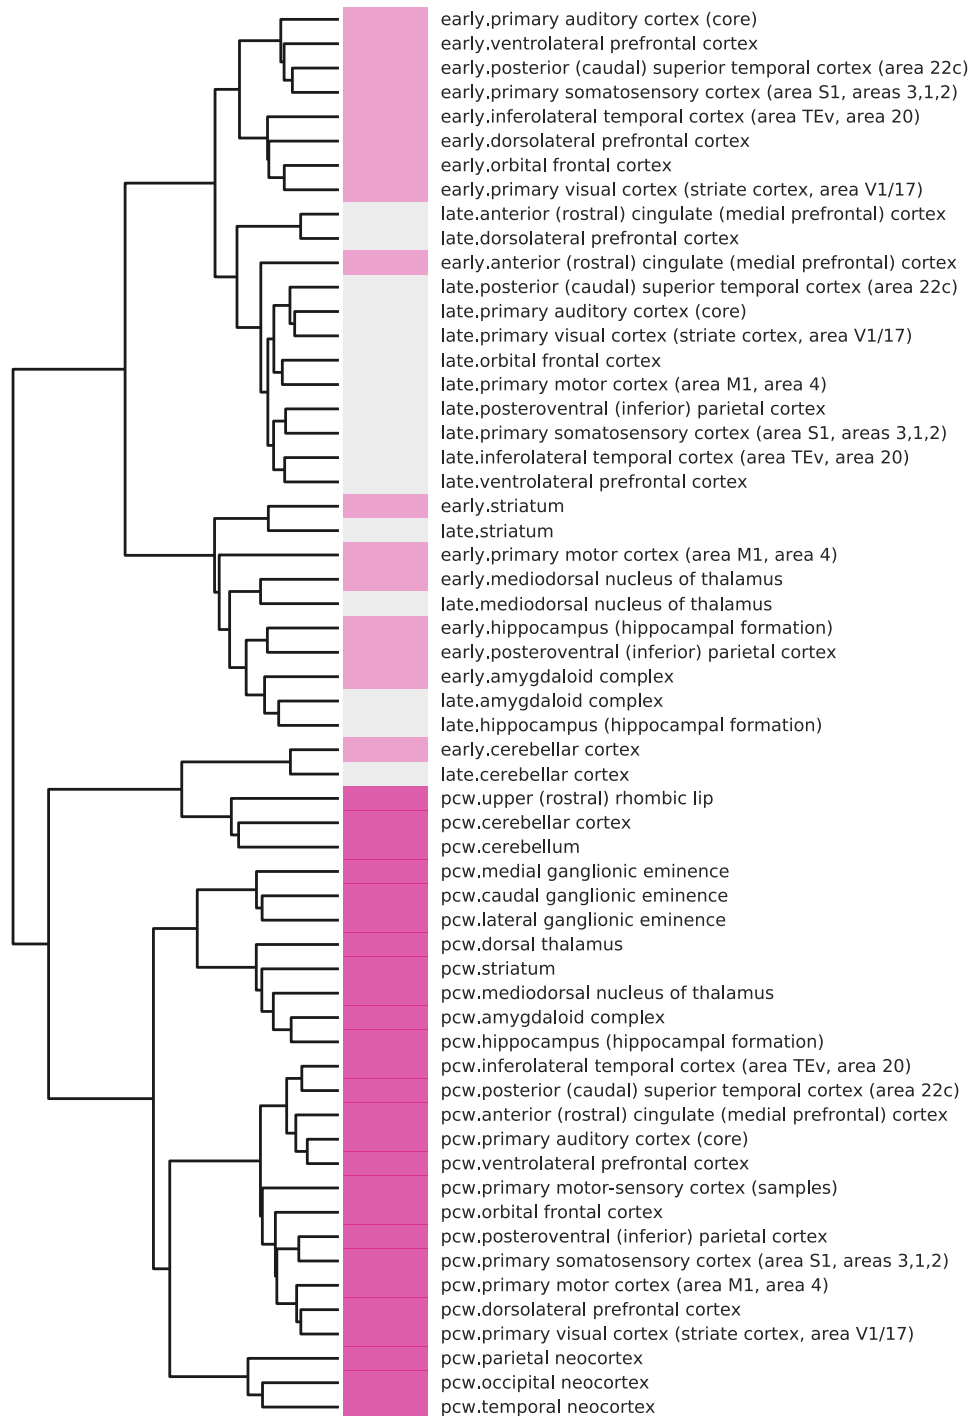 early.primary auditory cortex (core)
early.ventrolateral prefrontal cortex
early.posterior (caudal) superior temporal cortex (area 22c)
early.primary somatosensory cortex (area S1, areas 3,1,2)
early.inferolateral temporal cortex (area TEv, area 20)
early.dorsolateral prefrontal cortex
early.orbital frontal cortex
early.primary visual cortex (striate cortex, area V1/17)
late.anterior (rostral) cingulate (medial prefrontal) cortex
late.dorsolateral prefrontal cortex
early.anterior (rostral) cingulate (medial prefrontal) cortex
late.posterior (caudal) superior temporal cortex (area 22c)
late.primary auditory cortex (core)
late.primary visual cortex (striate cortex, area V1/17)
late.orbital frontal cortex
late.primary motor cortex (area M1, area 4)
late.posteroventral (inferior) parietal cortex
late.primary somatosensory cortex (area S1, areas 3,1,2)
late.inferolateral temporal cortex (area TEv, area 20)
late.ventrolateral prefrontal cortex
early.striatum
late.striatum
early.primary motor cortex (area M1, area 4)
early.mediodorsal nucleus of thalamus
late.mediodorsal nucleus of thalamus
early.hippocampus (hippocampal formation)
early.posteroventral (inferior) parietal cortex
early.amygdaloid complex
late.amygdaloid complex
late.hippocampus (hippocampal formation)
early.cerebellar cortex
late.cerebellar cortex
pcw.upper (rostral) rhombic lip
pcw.cerebellar cortex
pcw.cerebellum
pcw.medial ganglionic eminence
pcw.caudal ganglionic eminence
pcw.lateral ganglionic eminence
pcw.dorsal thalamus
pcw.striatum
pcw.mediodorsal nucleus of thalamus
pcw.amygdaloid complex
pcw.hippocampus (hippocampal formation)
pcw.inferolateral temporal cortex (area TEv, area 20)
pcw.posterior (caudal) superior temporal cortex (area 22c)
pcw.anterior (rostral) cingulate (medial prefrontal) cortex
pcw.primary auditory cortex (core)
pcw.ventrolateral prefrontal cortex
pcw.primary motor-sensory cortex (samples)
pcw.orbital frontal cortex
pcw.posteroventral (inferior) parietal cortex
pcw.primary somatosensory cortex (area S1, areas 3,1,2)
pcw.primary motor cortex (area M1, area 4)
pcw.dorsolateral prefrontal cortex
pcw.primary visual cortex (striate cortex, area V1/17)
pcw.parietal neocortex
pcw.occipital neocortex
pcw.temporal neocortex